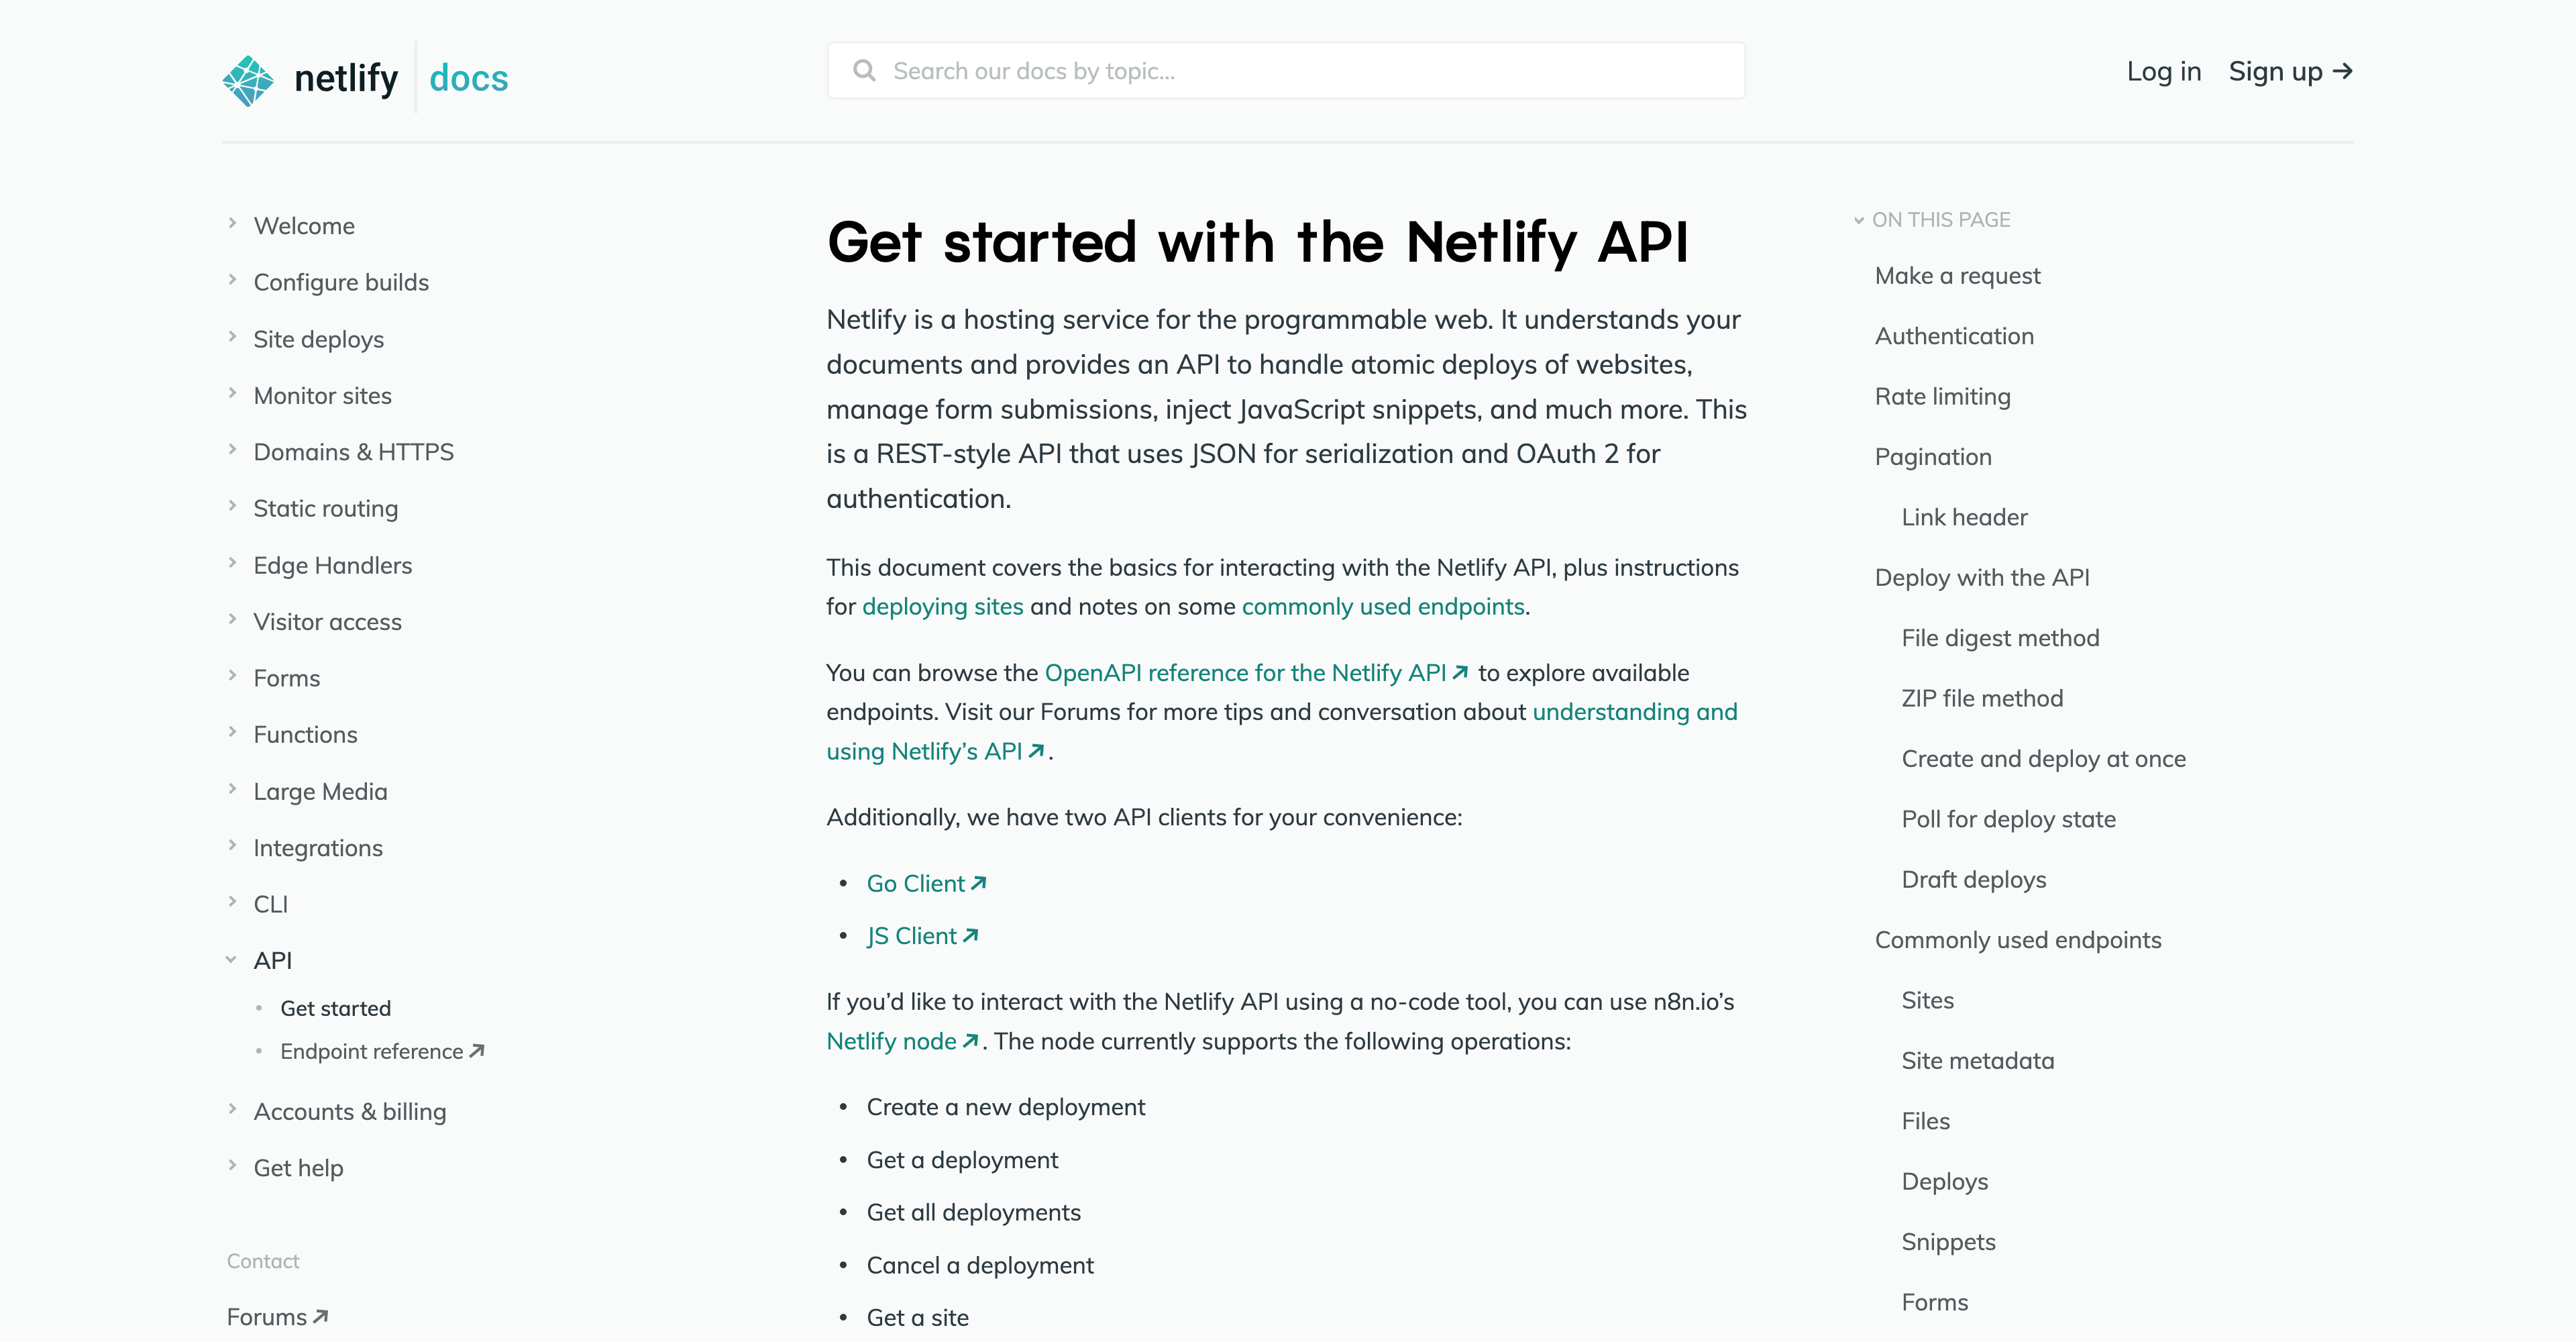 netlify docs
Search our docs by topic...
Log in
Sign up →
Welcome
Configure builds
Site deploys
Monitor sites
Domains & HTTPS
Static routing
Edge Handlers
Visitor access
Forms
Functions
Large Media
Integrations
CLI
API
Get started
Endpoint reference
Accounts & billing
Get help
Contact
Forums
Get started with the Netlify API
Netlify is a hosting service for the programmable web. It understands your
documents and provides an API to handle atomic deploys of websites,
manage form submissions, inject JavaScript snippets, and much more. This
is a REST-style API that uses JSON for serialization and OAuth 2 for
authentication.
This document covers the basics for interacting with the Netlify API, plus instructions
for deploying sites and notes on some commonly used endpoints.
You can browse the OpenAPI reference for the Netlify API to explore available
endpoints. Visit our Forums for more tips and conversation about understanding and
using Netlify’s API.
Additionally, we have two API clients for your convenience:
• Go Client
• JS Client
If you’d like to interact with the Netlify API using a no-code tool, you can use n8n.io’s
Netlify node. The node currently supports the following operations:
• Create a new deployment
• Get a deployment
• Get all deployments
• Cancel a deployment
• Get a site
ON THIS PAGE
Make a request
Authentication
Rate limiting
Pagination
Link header
Deploy with the API
File digest method
ZIP file method
Create and deploy at once
Poll for deploy state
Draft deploys
Commonly used endpoints
Sites
Site metadata
Files
Deploys
Snippets
Forms